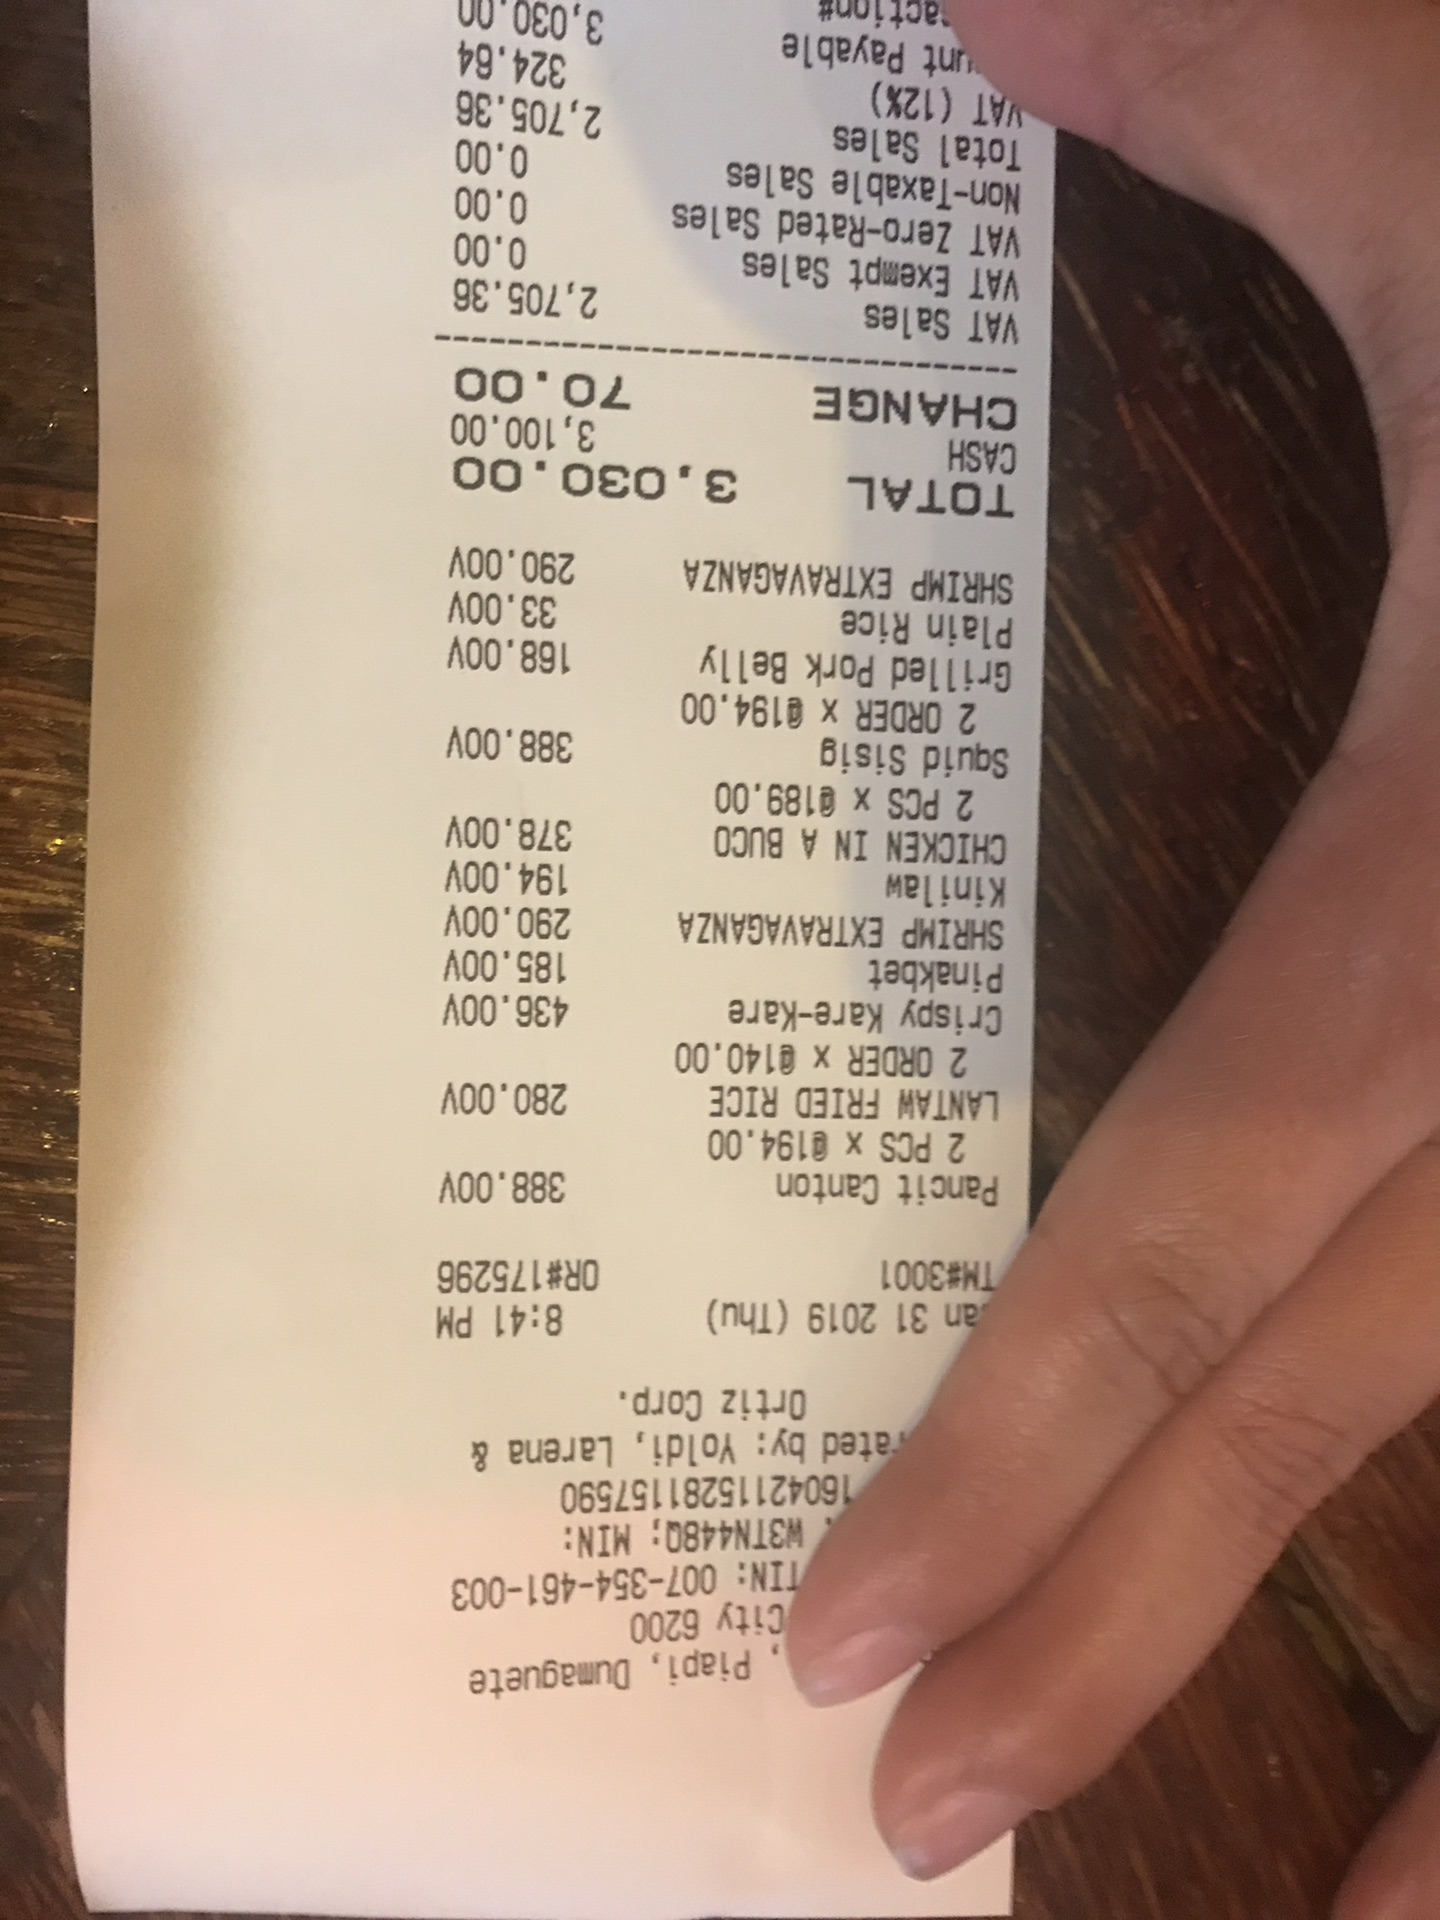 , Piapi, Dumaguete
City 6200
TIN: 007-354-461-003
W3TN448Q; MIN:
16042115281157590
rated by: Yoldi, Larena &
Ortiz Corp.
an 31 2019 (Thu) 8:41 PM
TM#3001 OR#175296
Pancit Canton 388.00V
2 PCS x @194.00
LANTAW FRIED RICE 280.00V
2 ORDER x @140.00
Crispy Kare-Kare 436.00V
Pinakbet 185.00V
SHRIMP EXTRAVAGANZA 290.00V
Kinilaw 194.00V
CHICKEN IN A BUCO 378.00V
2 PCS x @189.00
Squid Sisig 388.00V
2 ORDER x @194.00
Grilled Pork Belly 168.00V
Plain Rice 33.00V
SHRIMP EXTRAVAGANZA 290.00V
TOTAL 3,030.00
CASH 3,100.00
CHANGE 70.00
VAT Sales 2,705.36
VAT Exempt Sales 0.00
VAT Zero-Rated Sales 0.00
Non-Taxable Sales 0.00
Total Sales 2,705.36
VAT (12%) 324.64
unt Payable 3,030.00
action#